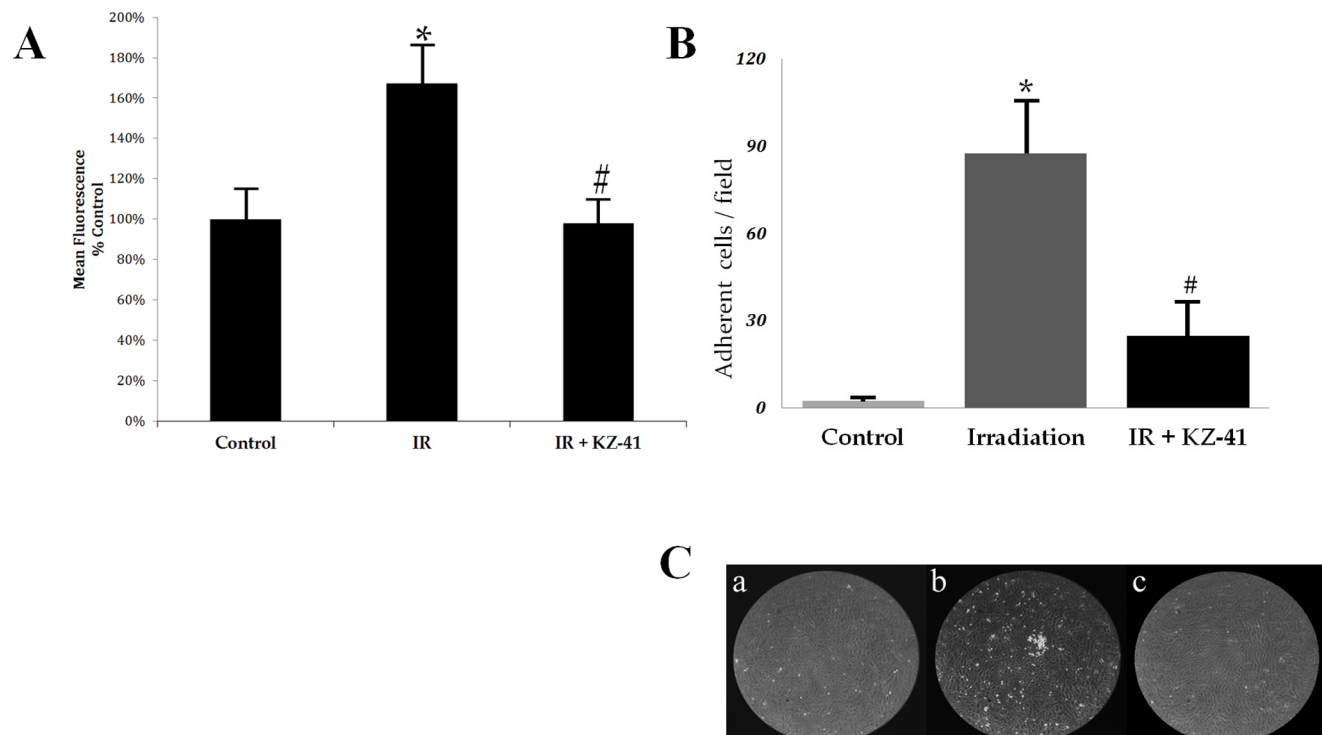 A
200%
180%
160%
140%
120%
100%
80%
60%
40%
20%
0%
Mean Fluorescence
% Control
*
#
Control IR IR + KZ-41
B
120
90
60
30
0
Adherent cells / field
*
#
Control Irradiation IR + KZ-41
C
a b c